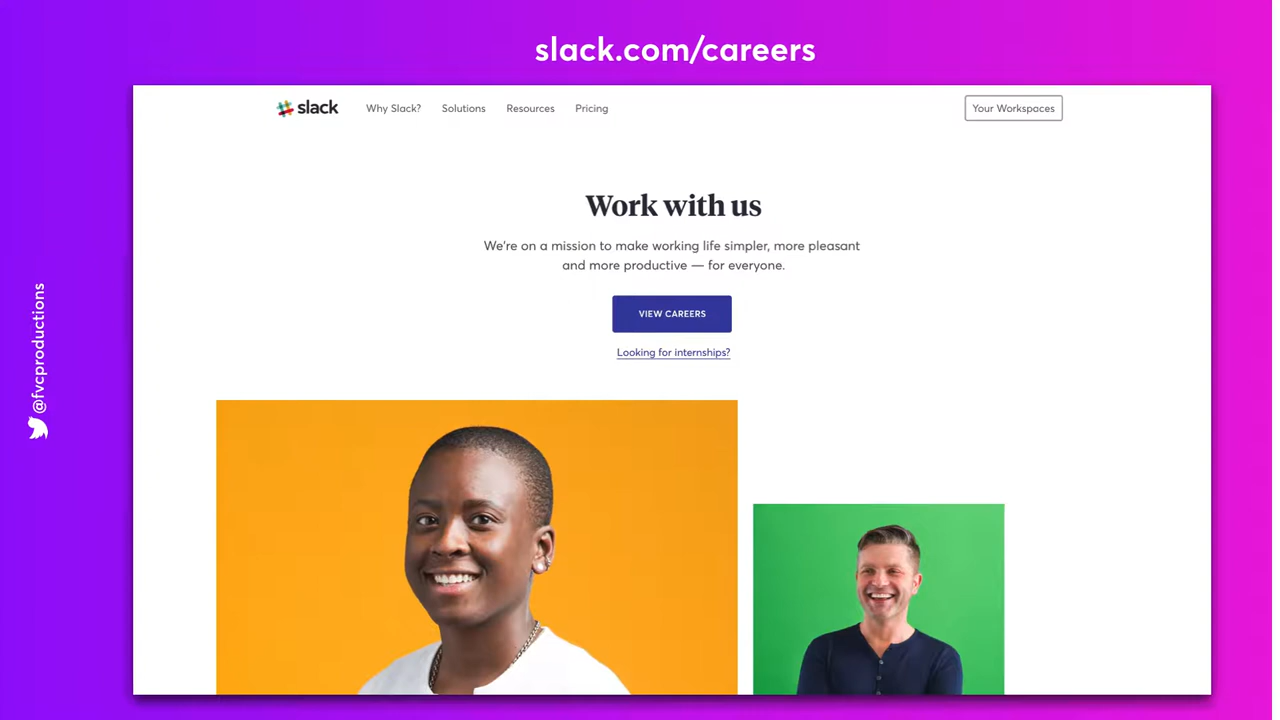 slack.com/careers
slack Why Slack? Solutions Resources Pricing Your Workspaces
Work with us
We're on a mission to make working life simpler, more pleasant
and more productive — for everyone.
VIEW CAREERS
Looking for internships?
@fvcproductions